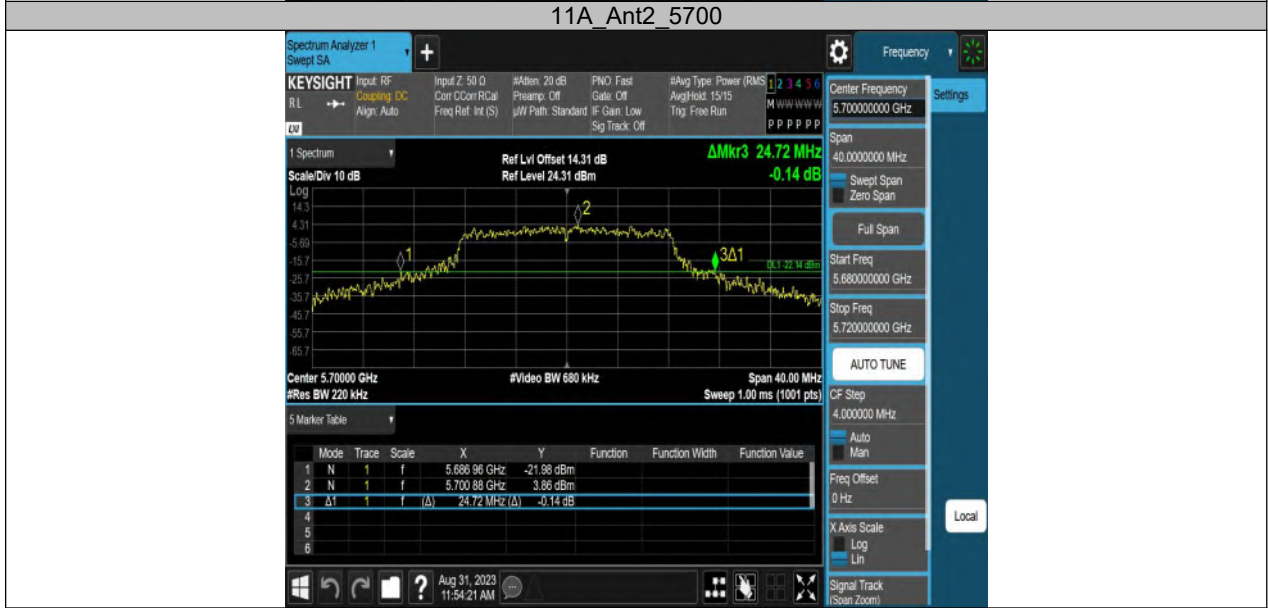 11A_Ant2_5700
Spectrum Analyzer 1
Swept SA
+
Frequency
KEYSIGHT Input: RF Input Z: 50 Ω #Atten: 20 dB PNO: Fast #Avg Type: Power (RMS 1 2 3 4 5 6
RL Coupling: DC Corr CCorr RCal Preamp: Off Gate: Off Avg|Hold: 15/15 M W W W W W
Align: Auto Freq Ref: Int (S) µW Path: Standard IF Gain: Low Trig: Free Run
Sig Track: Off P P P P P P
LXI
1 Spectrum
Ref Lvl Offset 14.31 dB ΔMkr3 24.72 MHz
Scale/Div 10 dB Ref Level 24.31 dBm -0.14 dB
Log
14.3
4.31
-5.69
-15.7
-25.7
-35.7
-45.7
-55.7
-65.7
1
2
3Δ1
DL1 -22.14 dBm
Center 5.70000 GHz #Video BW 680 kHz Span 40.00 MHz
#Res BW 220 kHz Sweep 1.00 ms (1001 pts)
5 Marker Table
Mode Trace Scale X Y Function Function Width Function Value
1 N 1 f 5.686 96 GHz -21.98 dBm
2 N 1 f 5.700 88 GHz 3.86 dBm
3 Δ1 1 f (Δ) 24.72 MHz (Δ) -0.14 dB
4
5
6
?
Aug 31, 2023
11:54:21 AM
Center Frequency
5.700000000 GHz
Settings
Span
40.0000000 MHz
Swept Span
Zero Span
Full Span
Start Freq
5.680000000 GHz
Stop Freq
5.720000000 GHz
AUTO TUNE
CF Step
4.000000 MHz
Auto
Man
Freq Offset
0 Hz
X Axis Scale
Log
Lin
Local
Signal Track
(Span Zoom)